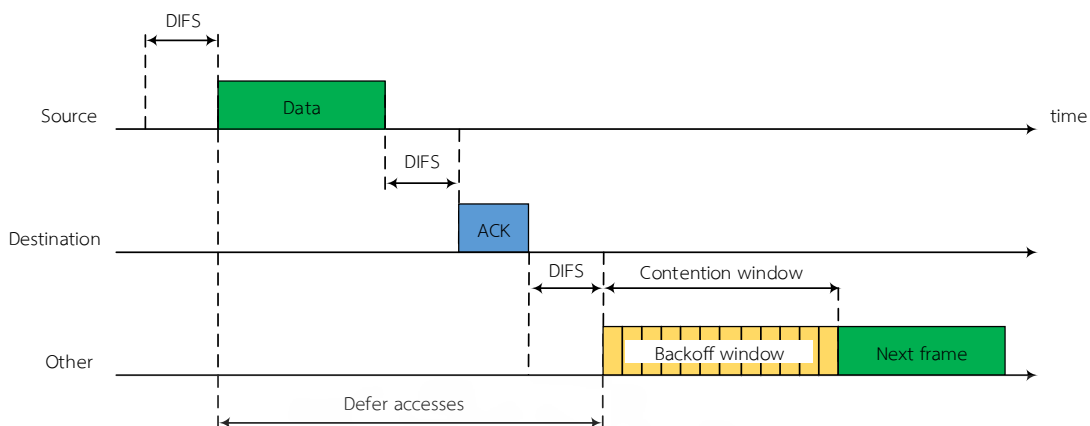 DIFS
Data
Source
time
DIFS
ACK
Destination
DIFS
Contention window
Backoff window
Next frame
Other
Defer accesses